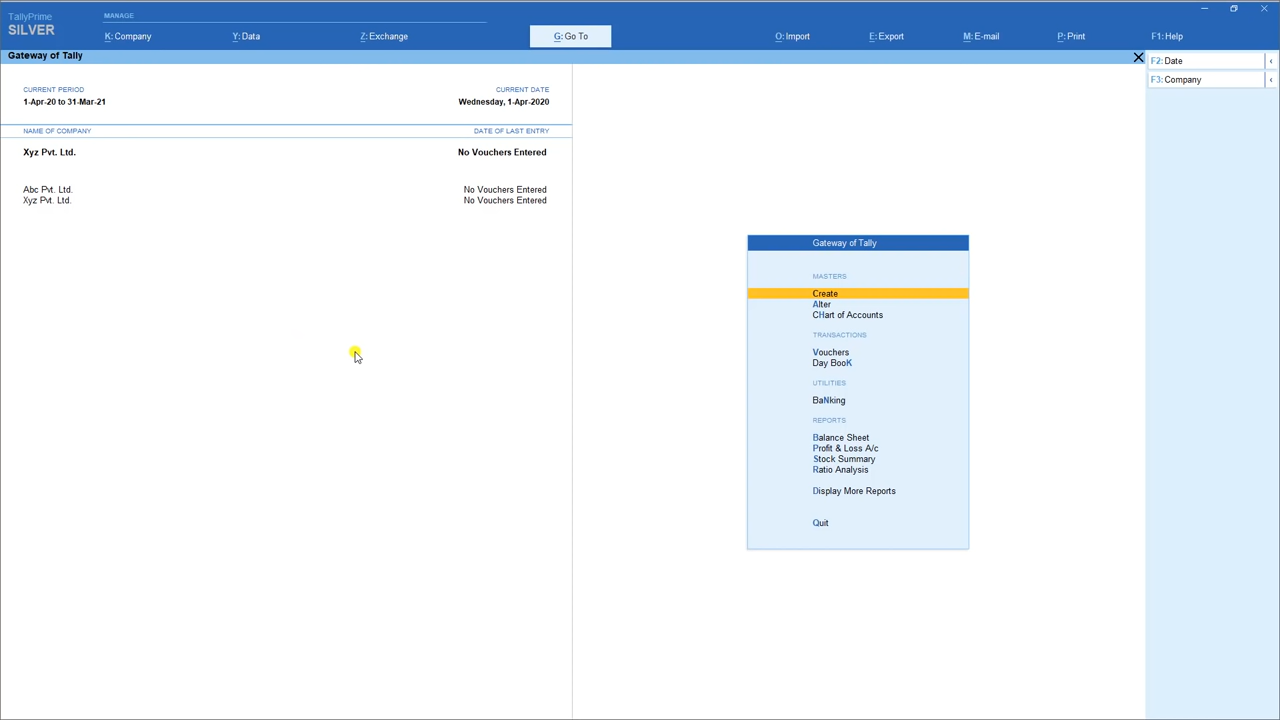 TallyPrime
SILVER
MANAGE
K: Company
Y: Data
Z: Exchange
G: Go To
O: Import
E: Export
M: E-mail
P: Print
F1: Help
Gateway of Tally
F2: Date
F3: Company
CURRENT PERIOD
CURRENT DATE
1-Apr-20 to 31-Mar-21
Wednesday, 1-Apr-2020
NAME OF COMPANY
DATE OF LAST ENTRY
Xyz Pvt. Ltd.
No Vouchers Entered
Abc Pvt. Ltd.
No Vouchers Entered
Xyz Pvt. Ltd.
No Vouchers Entered
Gateway of Tally
MASTERS
Create
Alter
CHart of Accounts
TRANSACTIONS
Vouchers
Day BooK
UTILITIES
BaNking
REPORTS
Balance Sheet
Profit & Loss A/c
Stock Summary
Ratio Analysis
Display More Reports
Quit